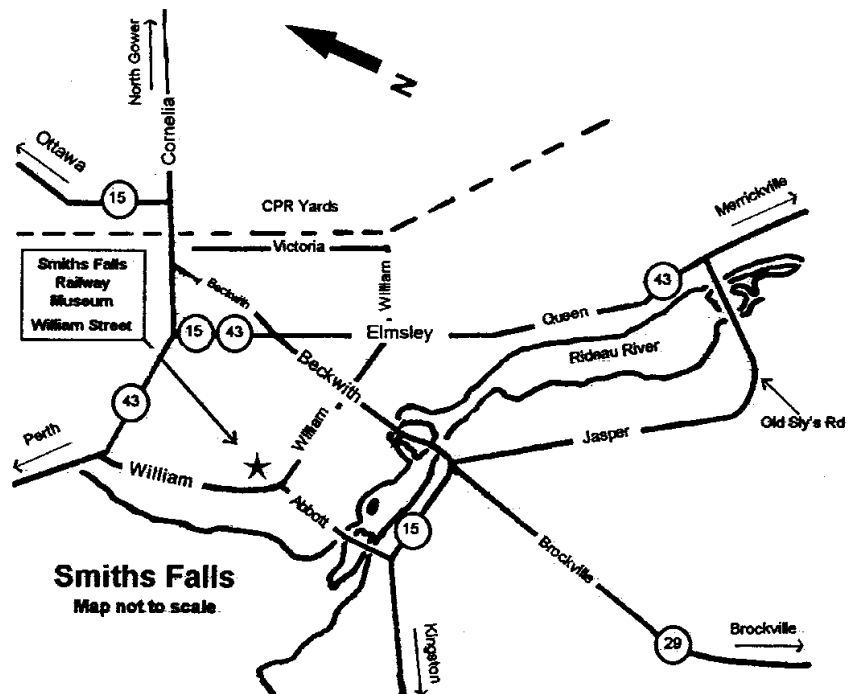 North Gower
N
Ottawa
Cornelia
15
CPR Yards
Merrickville
Victoria
Smiths Falls
Railway
Museum
William Street
Beckwith
William
43
15
43
Elmsley
Queen
Rideau River
Beckwith
43
Old Sly's Rd
Perth
William
Jasper
William
Abbott
15
Brockville
Smiths Falls
Map not to scale
Kingston
29
Brockville